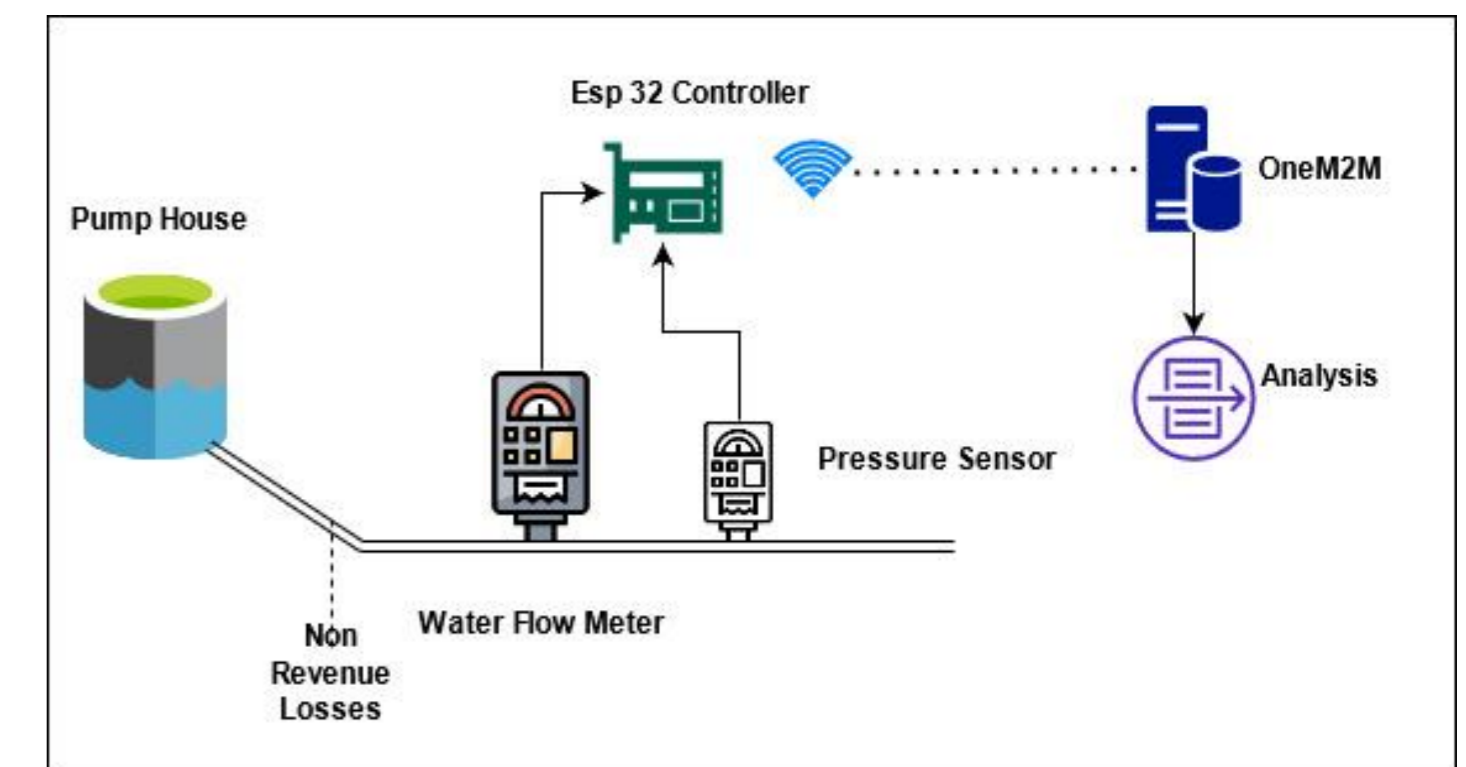 Esp 32 Controller
OneM2M
Pump House
Analysis
Pressure Sensor
Water Flow Meter
Non
Revenue
Losses